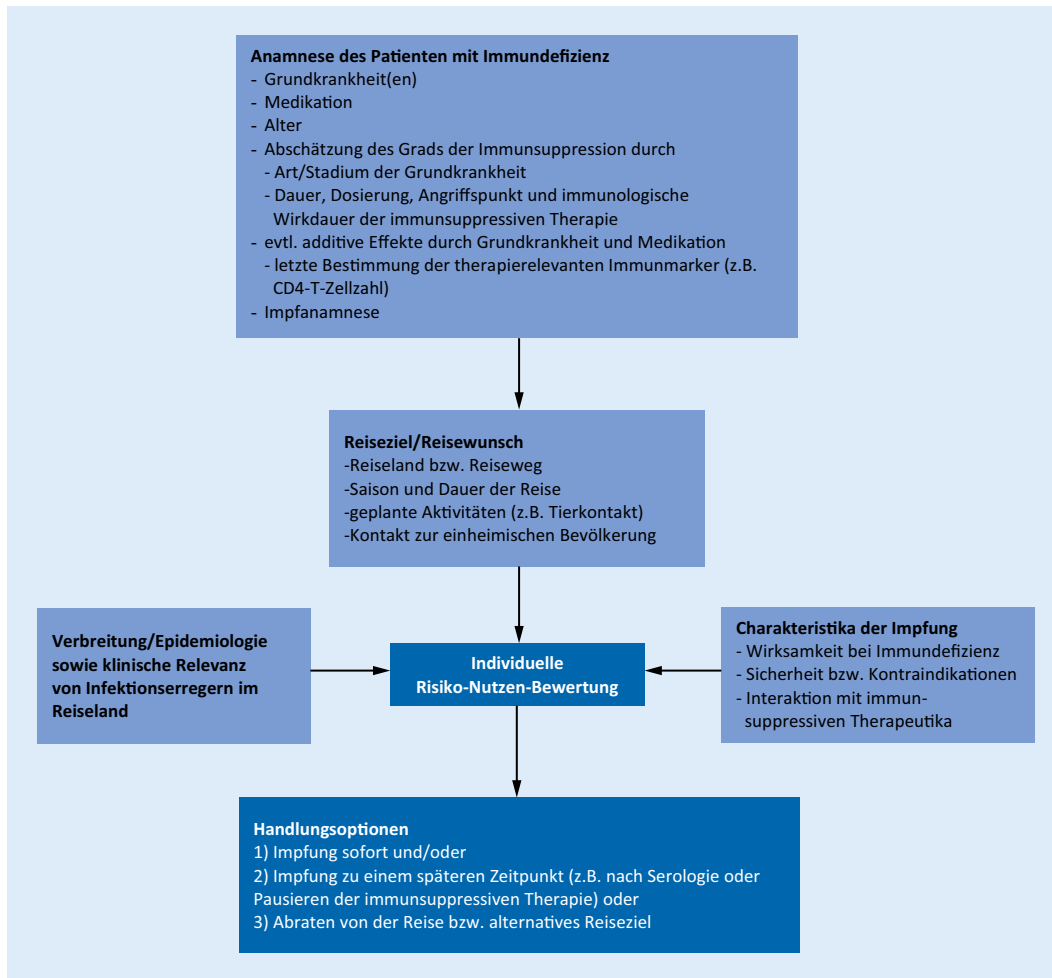 Anamnese des Patienten mit Immundefizienz
- Grundkrankheit(en)
- Medikation
- Alter
- Abschätzung des Grads der Immunsuppression durch
- Art/Stadium der Grundkrankheit
- Dauer, Dosierung, Angriffspunkt und immunologische
Wirkdauer der immunsuppressiven Therapie
- evtl. additive Effekte durch Grundkrankheit und Medikation
- letzte Bestimmung der therapierelevanten Immunmarker (z.B.
CD4-T-Zellzahl)
- Impfanamnese
Reiseziel/Reisewunsch
-Reiseland bzw. Reiseweg
-Saison und Dauer der Reise
-geplante Aktivitäten (z.B. Tierkontakt)
-Kontakt zur einheimischen Bevölkerung
Verbreitung/Epidemiologie
sowie klinische Relevanz
von Infektionserregern im
Reiseland
Individuelle
Risiko-Nutzen-Bewertung
Charakteristika der Impfung
- Wirksamkeit bei Immundefizienz
- Sicherheit bzw. Kontraindikationen
- Interaktion mit immun-
suppressiven Therapeutika
Handlungsoptionen
1) Impfung sofort und/oder
2) Impfung zu einem späteren Zeitpunkt (z.B. nach Serologie oder
Pausieren der immunsuppressiven Therapie) oder
3) Abraten von der Reise bzw. alternatives Reiseziel